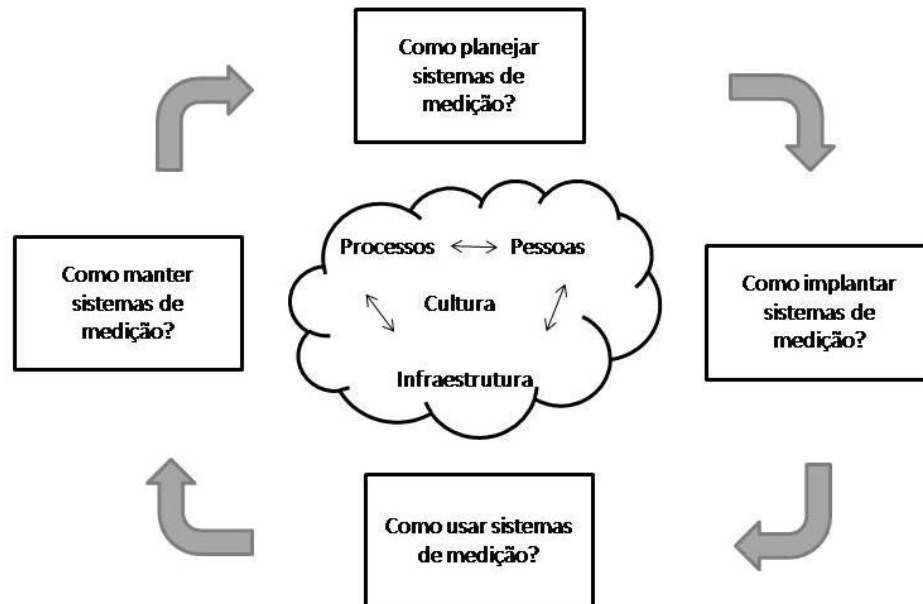 Como planejar
sistemas de
medição?
Processos
Pessoas
Como manter
sistemas de
medição?
Cultura
Como implantar
sistemas de
medição?
Infraestrutura
Como usar sistemas
de medição?